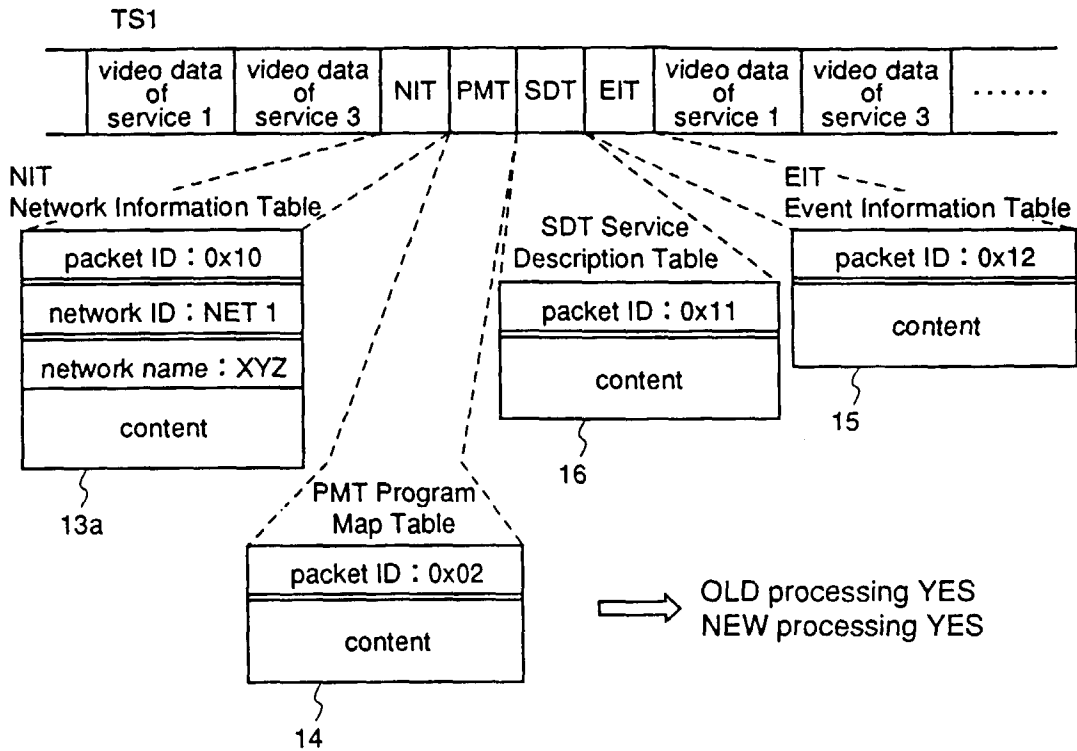 TS1
video data of service 1
video data of service 3
NIT
PMT
SDT
EIT
video data of service 1
video data of service 3
······
NIT
Network Information Table
packet ID：0x10
network ID：NET 1
network name：XYZ
content
13a
PMT Program
Map Table
packet ID：0x02
content
14
SDT Service
Description Table
packet ID：0x11
content
16
EIT
Event Information Table
packet ID：0x12
content
15
OLD processing YES
NEW processing YES